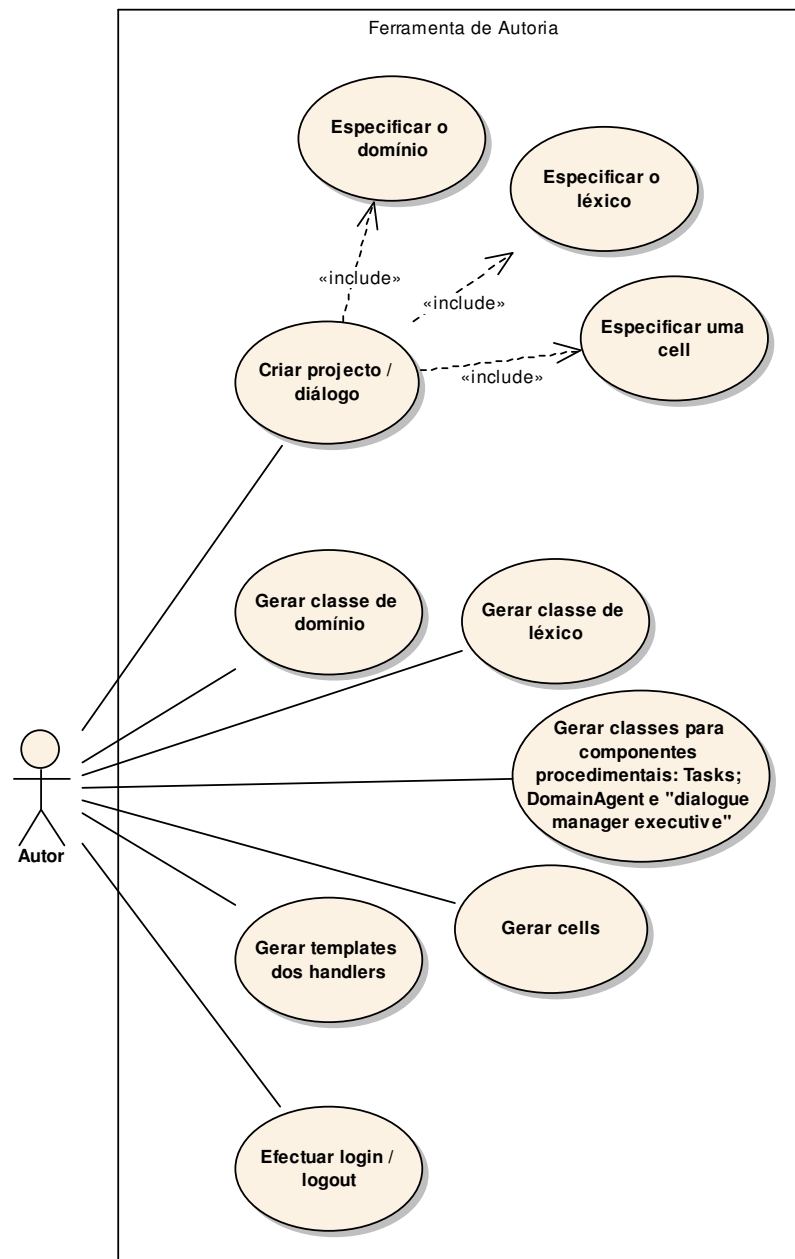 Ferramenta de Autoria
Especificar o
domínio
Especificar o
léxico
«include»
«include»
Especificar uma
cell
Criar projecto /
diálogo
«include»
Gerar classe de
domínio
Gerar classe de
léxico
Gerar classes para
componentes
procedimentais: Tasks;
DomainAgent e "dialogue
manager executive"
Autor
Gerar cells
Gerar templates
dos handlers
Efectuar login /
logout